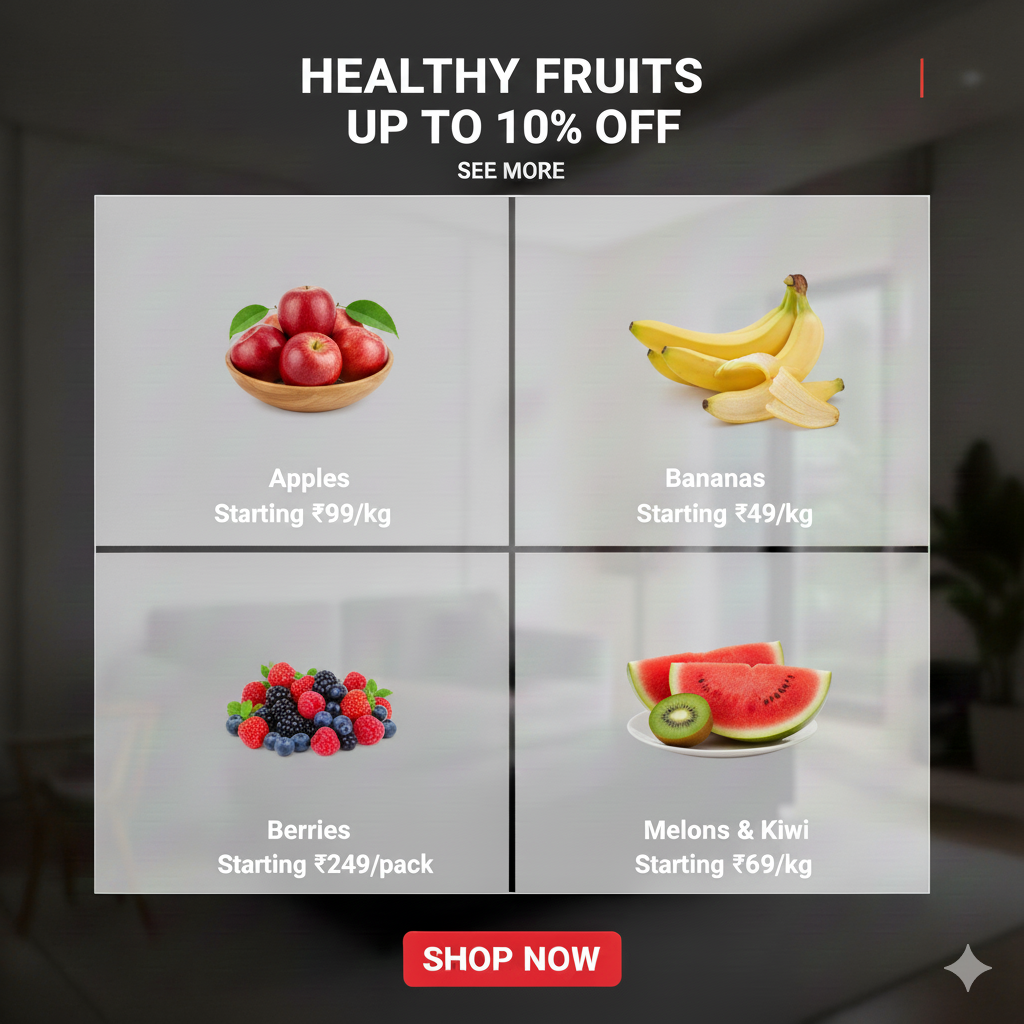 HEALTHY FRUITS
UP TO 10% OFF
SEE MORE
Apples
Starting ₹99/kg
Bananas
Starting ₹49/kg
Berries
Starting ₹249/pack
Melons & Kiwi
Starting ₹69/kg
SHOP NOW